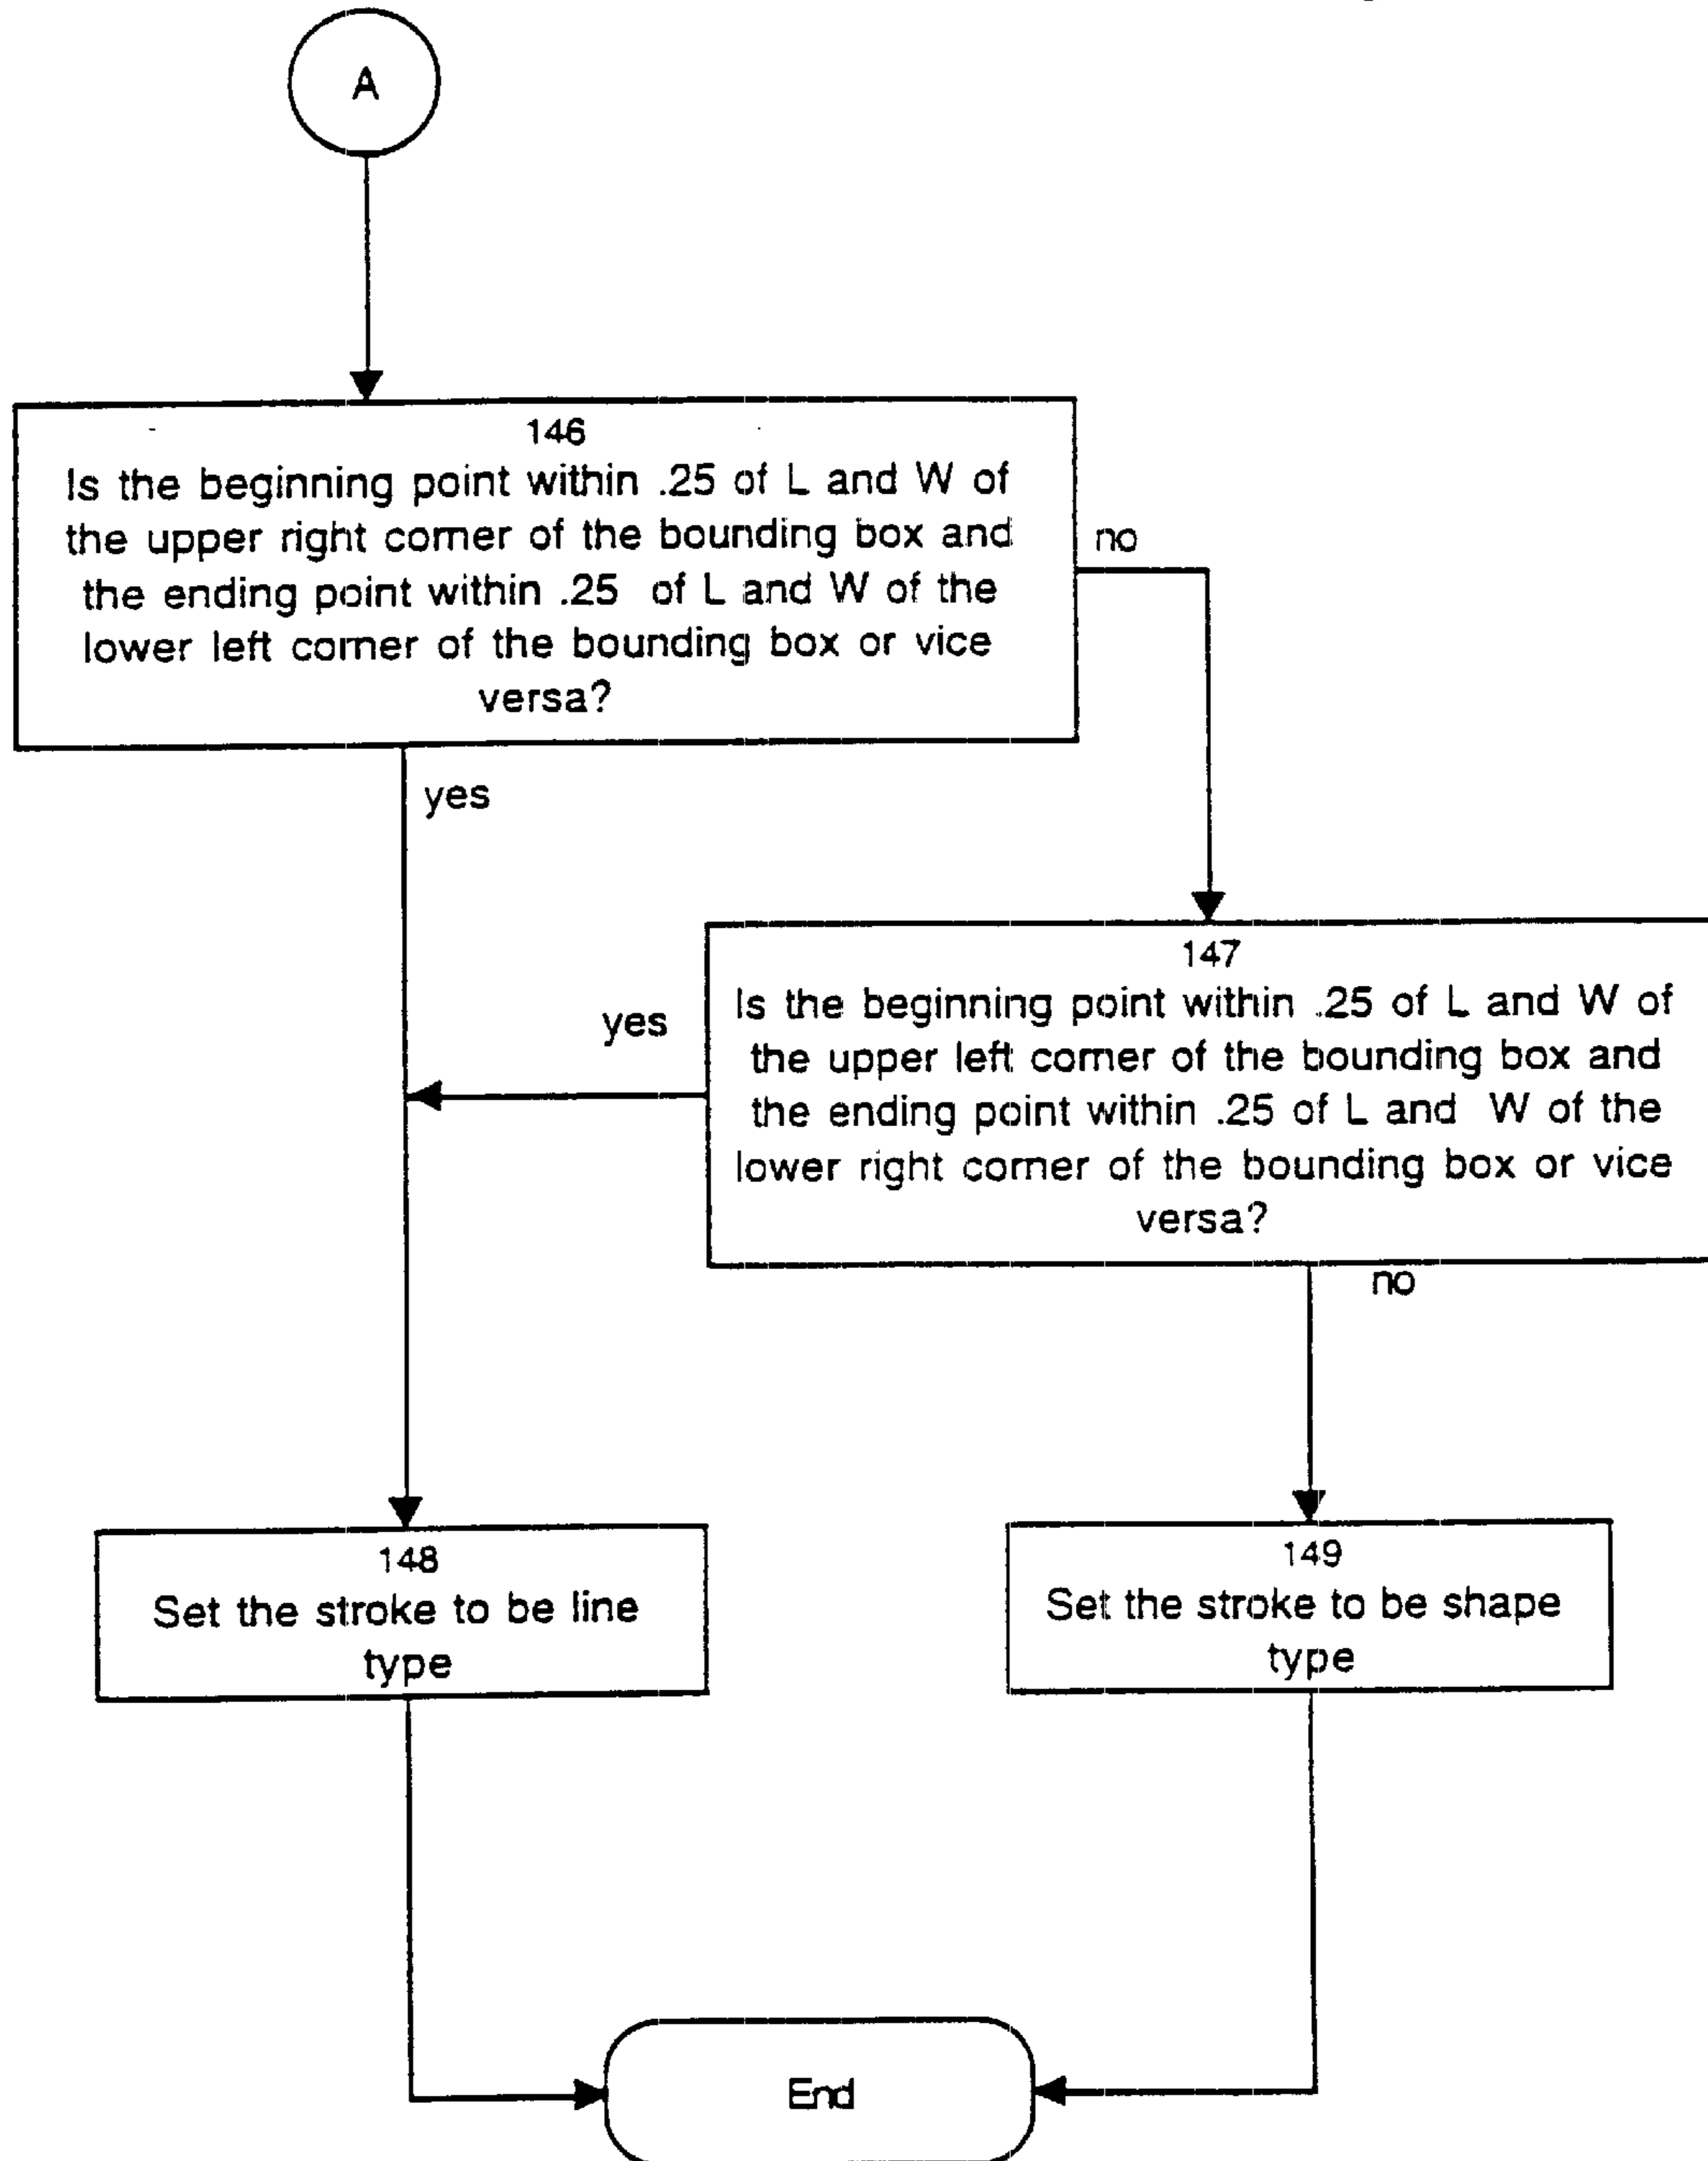 A
146
Is the beginning point within .25 of L and W of
the upper right corner of the bounding box and
the ending point within .25 of L and W of the
lower left corner of the bounding box or vice
versa?
no
yes
147
Is the beginning point within .25 of L and W of
the upper left corner of the bounding box and
the ending point within .25 of L and W of the
lower right corner of the bounding box or vice
versa?
yes
no
148
Set the stroke to be line
type
149
Set the stroke to be shape
type
End